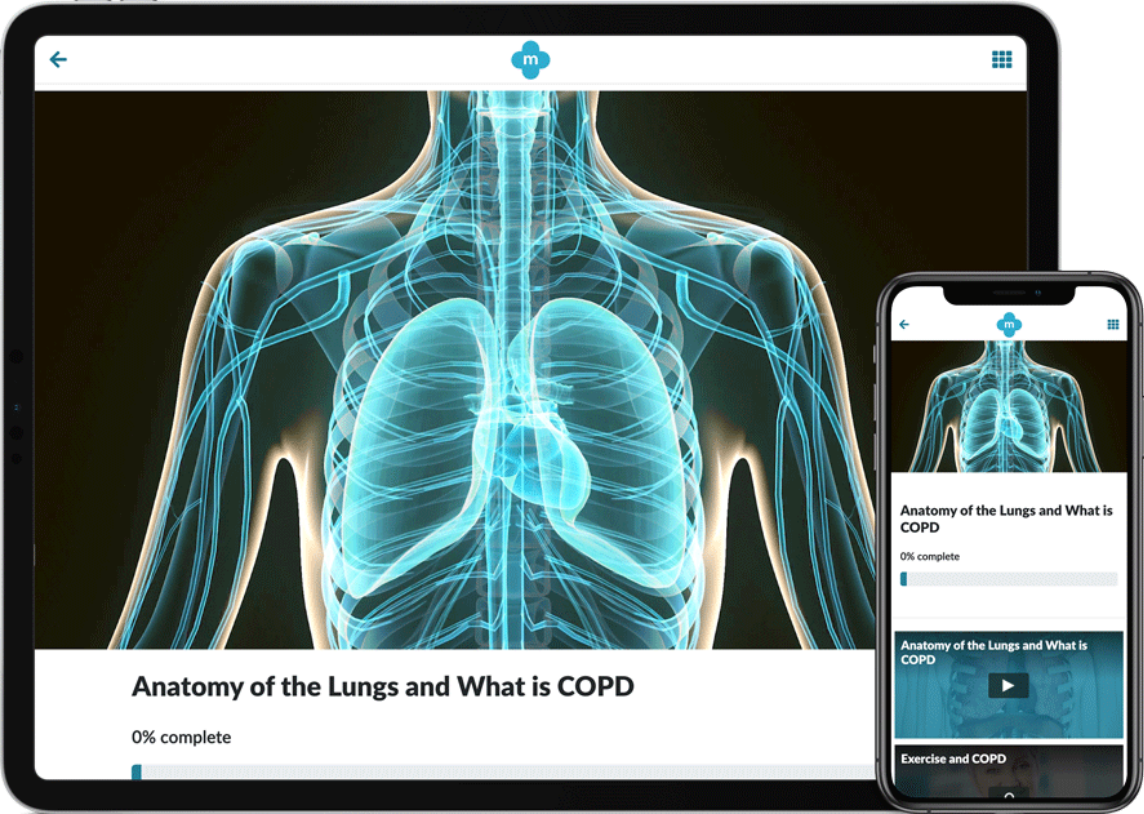 m
Anatomy of the Lungs and What is COPD
0% complete
m
Anatomy of the Lungs and What is
COPD
0% complete
Anatomy of the Lungs and What is
COPD
Exercise and COPD